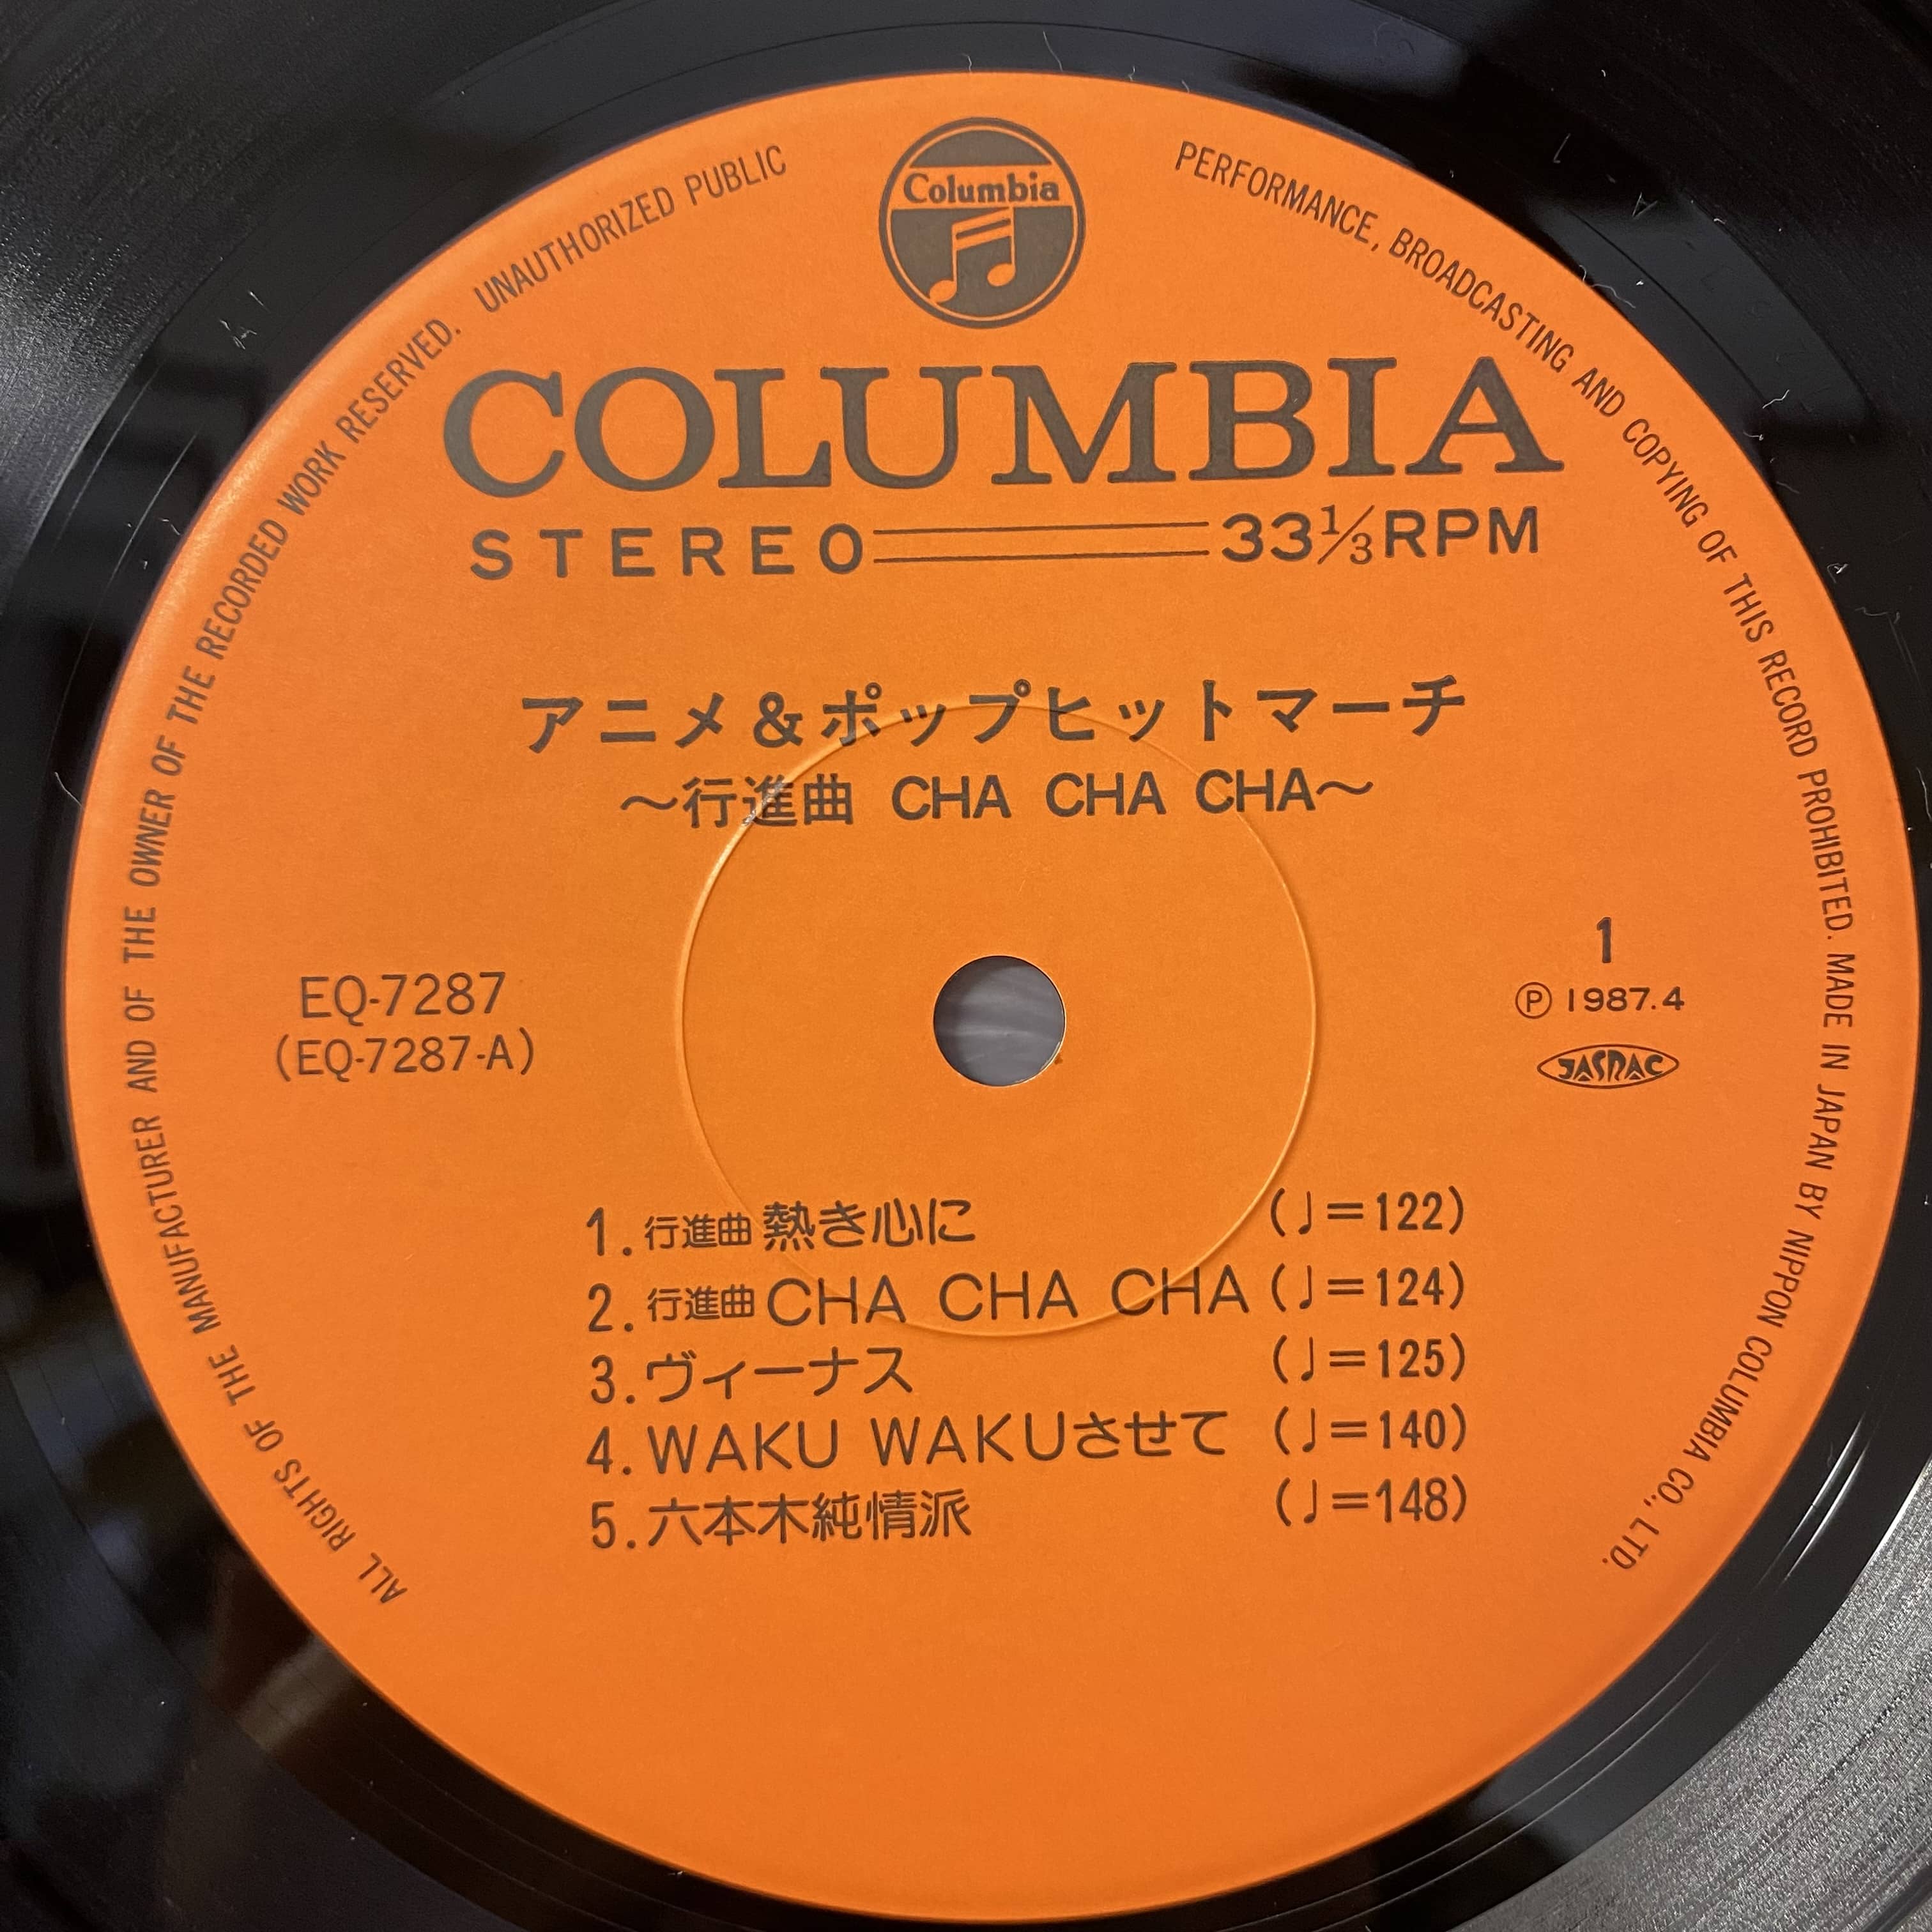 ALL RIGHTS OF THE MANUFACTURER AND OF THE OWNER OF THE RECORDED WORK RESERVED. UNAUTHORIZED PUBLIC PERFORMANCE, BROADCASTING AND COPYING OF THIS RECORD PROHIBITED. MADE IN JAPAN BY NIPPON COLUMBIA CO., LTD.
Columbia
COLUMBIA
STEREO 33⅓RPM
アニメ&ポップヒットマーチ
〜行進曲 CHA CHA CHA〜
EQ-7287
(EQ-7287-A)
1
Ⓟ 1987.4
JASRAC
1. 行進曲 熱き心に (♩=122)
2. 行進曲 CHA CHA CHA (♩=124)
3. ヴィーナス (♩=125)
4. WAKU WAKUさせて (♩=140)
5. 六本木純情派 (♩=148)